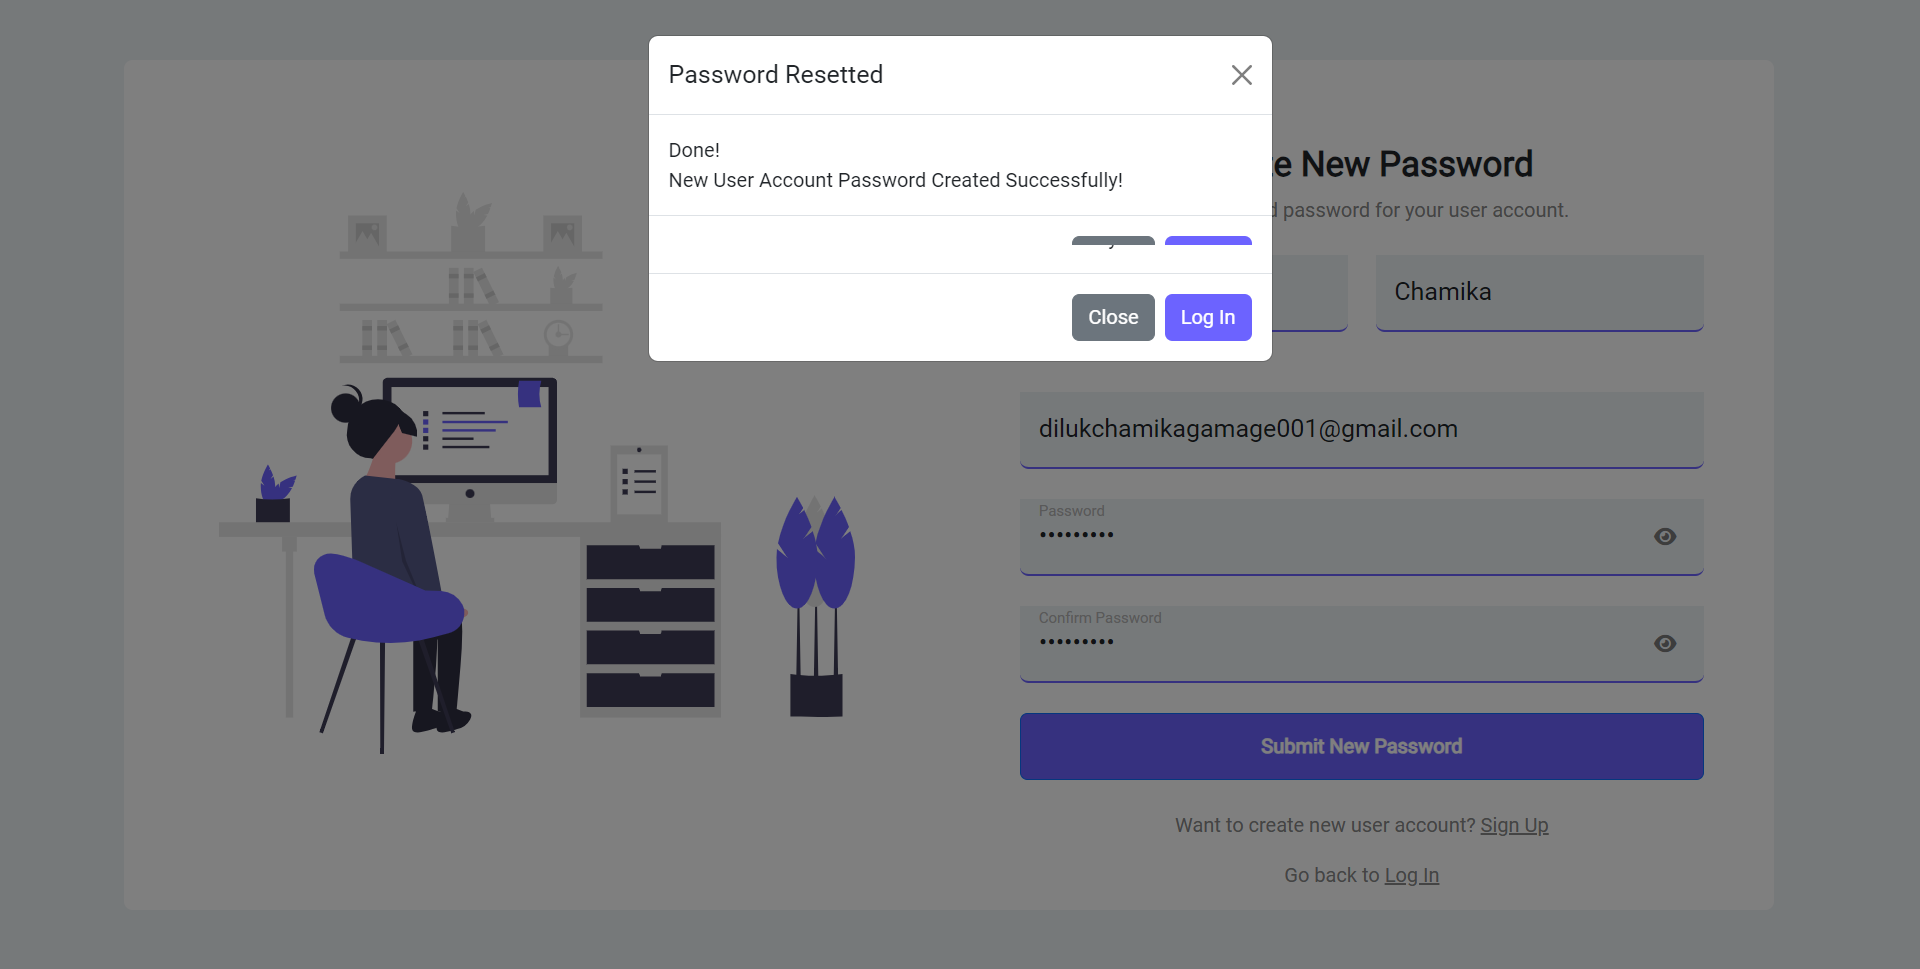 Password Resetted
Done!
New User Account Password Created Successfully!
Close
Log In
New Password
password for your user account.
Chamika
dilukchamikagamage001@gmail.com
Password
•••••••••
Confirm Password
•••••••••
Submit New Password
Want to create new user account? Sign Up
Go back to Log In